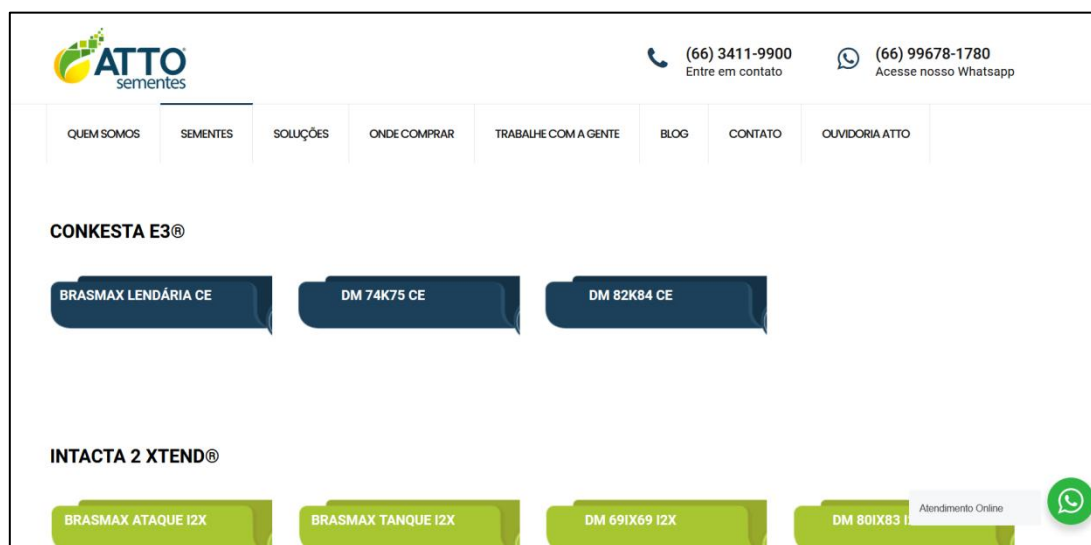 ATTO
sementes
(66) 3411-9900
Entre em contato
(66) 99678-1780
Acesse nosso Whatsapp
QUEM SOMOS SEMENTES SOLUÇÕES ONDE COMPRAR TRABALHE COM A GENTE BLOG CONTATO OUVIDORIA ATTO
CONKESTA E3®
BRASMAX LENDÁRIA CE DM 74K75 CE DM 82K84 CE
INTACTA 2 XTEND®
BRASMAX ATAQUE I2X BRASMAX TANQUE I2X DM 69IX69 I2X DM 80IX83
Atendimento Online